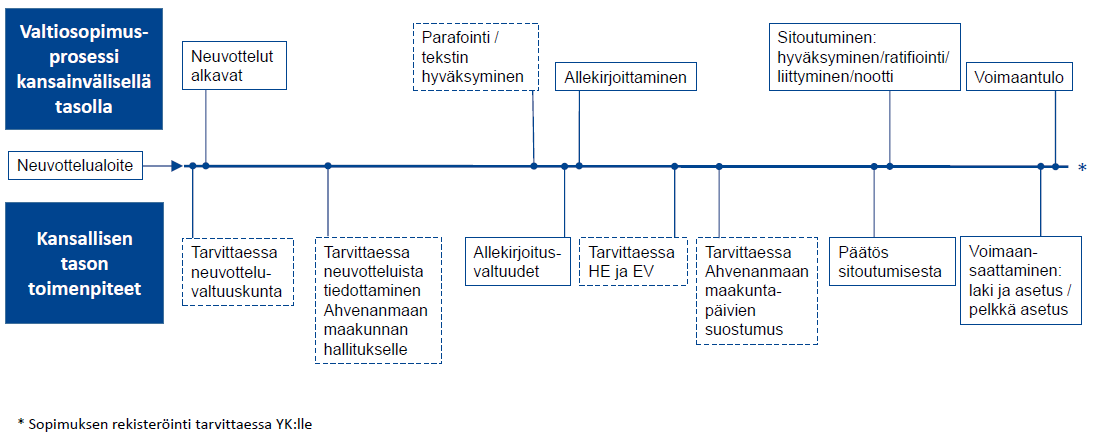 Valtiosopimus-
prosessi
kansainvälisellä
tasolla
Neuvottelut
alkavat
Parafointi /
tekstin
hyväksyminen
Allekirjoittaminen
Sitoutuminen:
hyväksyminen/ratifiointi/
liittyminen/nootti
Voimaantulo
Neuvottelualoite
*
Kansallisen
tason
toimenpiteet
Tarvittaessa
neuvottelu-
valtuuskunta
Tarvittaessa
neuvotteluista
tiedottaminen
Ahvenanmaan
maakunnan
hallitukselle
Allekirjoitus-
valtuudet
Tarvittaessa
HE ja EV
Tarvittaessa
Ahvenanmaan
maakunta-
päivien
suostumus
Päätös
sitoutumisesta
Voimaan-
saattaminen:
laki ja asetus /
pelkkä asetus
* Sopimuksen rekisteröinti tarvittaessa YK:lle